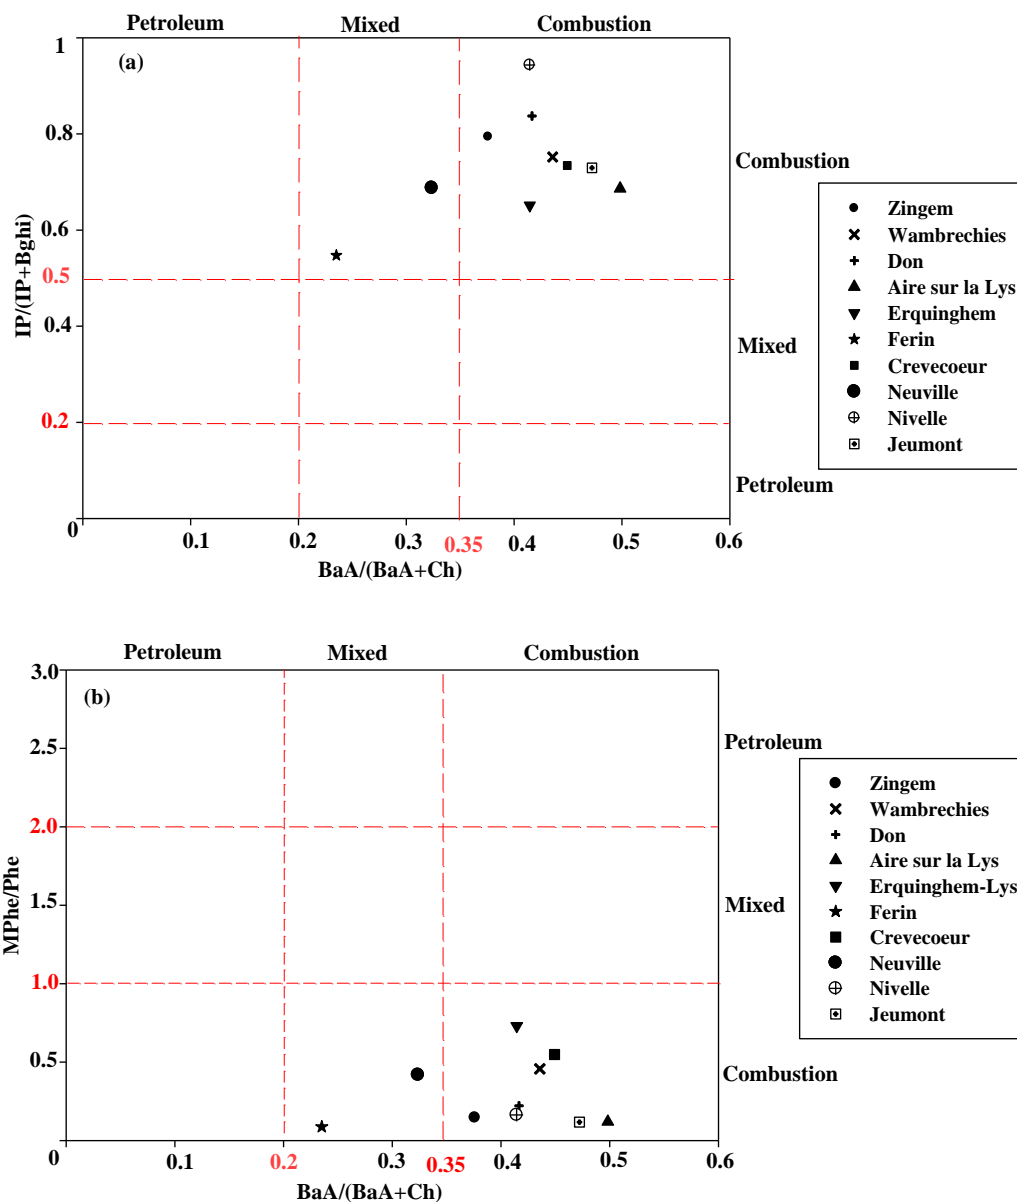 Petroleum Mixed Combustion
(a)
1
0.8
0.6
0.5
0.4
0.2
0
IP/(IP+Bghi)
Combustion
Mixed
Petroleum
0.1 0.2 0.3 0.35 0.4 0.5 0.6
BaA/(BaA+Ch)
Zingem
Wambrechies
Don
Aire sur la Lys
Erquinghem
Ferin
Crevecoeur
Neuville
Nivelle
Jeumont
Petroleum Mixed Combustion
(b)
3.0
2.5
2.0
1.5
1.0
0.5
0
MPhe/Phe
Petroleum
Mixed
Combustion
0.1 0.2 0.3 0.35 0.4 0.5 0.6
BaA/(BaA+Ch)
Zingem
Wambrechies
Don
Aire sur la Lys
Erquinghem-Lys
Ferin
Crevecoeur
Neuville
Nivelle
Jeumont